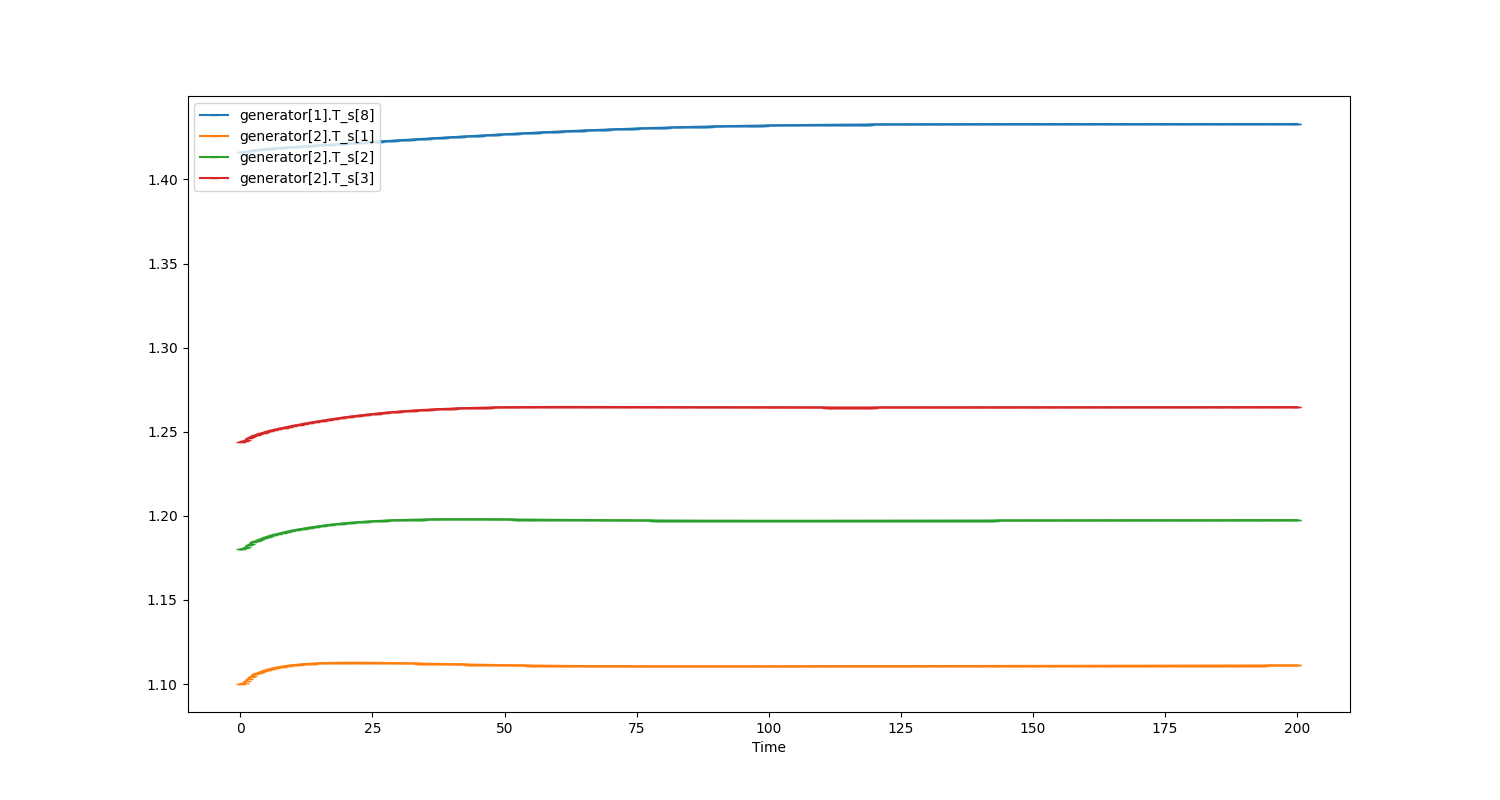 generator[1].T_s[8]
generator[2].T_s[1]
generator[2].T_s[2]
generator[2].T_s[3]
1.40
1.35
1.30
1.25
1.20
1.15
1.10
0 25 50 75 100 125 150 175 200
Time